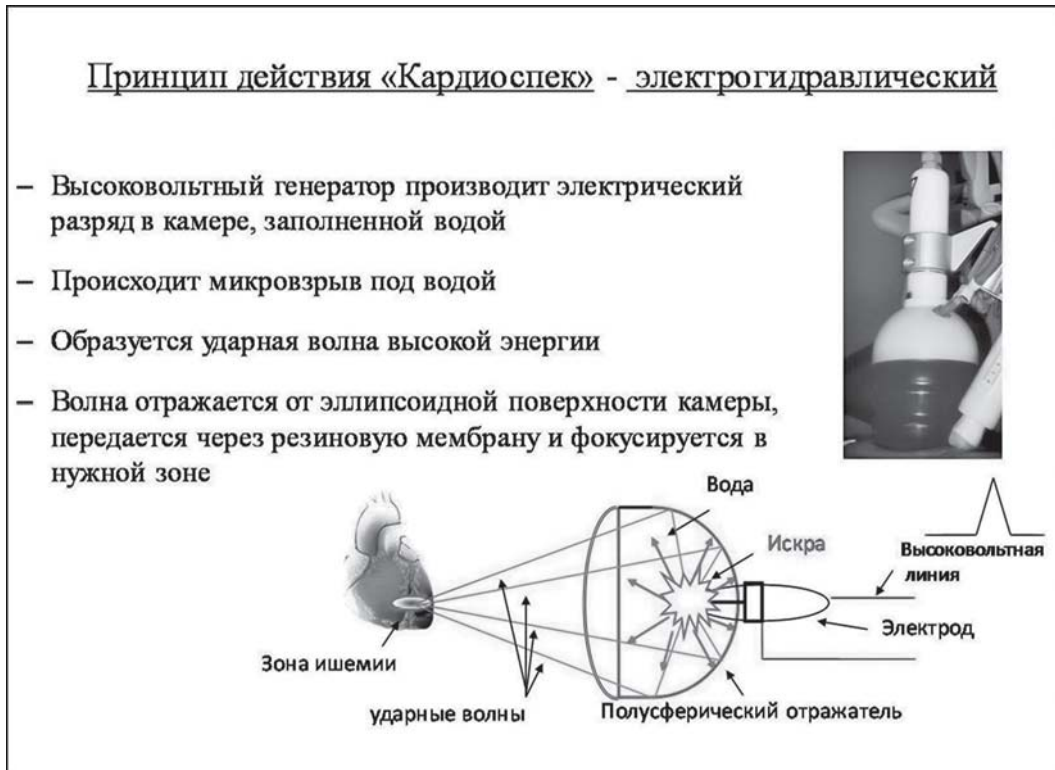 Принцип действия «Кардиоспек» - электрогидравлический
– Высоковольтный генератор производит электрический
разряд в камере, заполненной водой
– Происходит микровзрыв под водой
– Образуется ударная волна высокой энергии
– Волна отражается от эллипсоидной поверхности камеры,
передается через резиновую мембрану и фокусируется в
нужной зоне
Вода
Искра
Высоковольтная
линия
Электрод
Зона ишемии
ударные волны
Полусферический отражатель